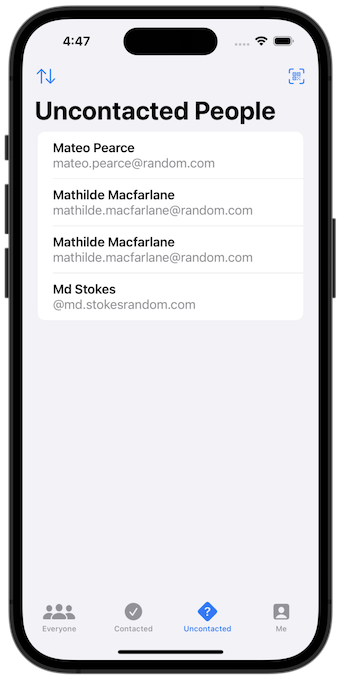 4:47
Uncontacted People
Mateo Pearce
mateo.pearce@random.com
Mathilde Macfarlane
mathilde.macfarlane@random.com
Mathilde Macfarlane
mathilde.macfarlane@random.com
Md Stokes
@md.stokesrandom.com
Everyone
Contacted
Uncontacted
Me